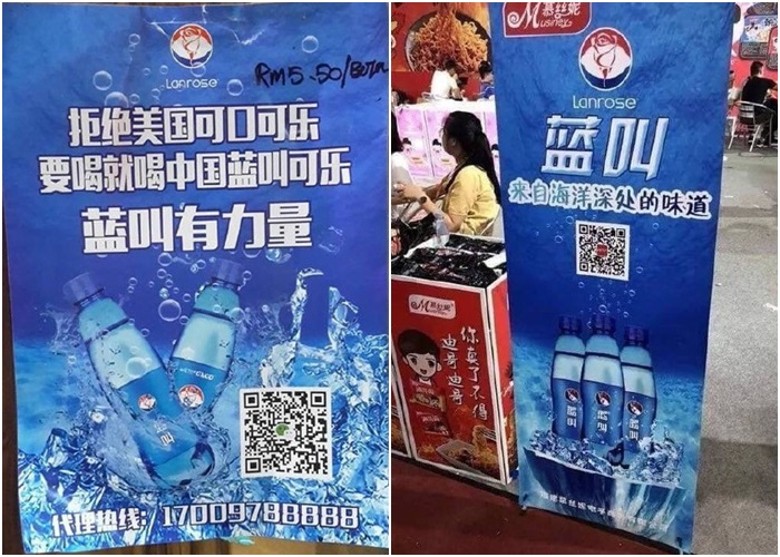 Lanrose
RM5.50/
拒绝美国可口可乐
要喝就喝中国蓝叫可乐
蓝叫有力量
蓝叫
代理热线：17009788888
慕丝妮
Musinex
Lanrose
蓝叫
来自海洋深处的味道
慕丝妮
你真了不得
迪哥迪哥
蓝叫
蓝叫
蓝叫